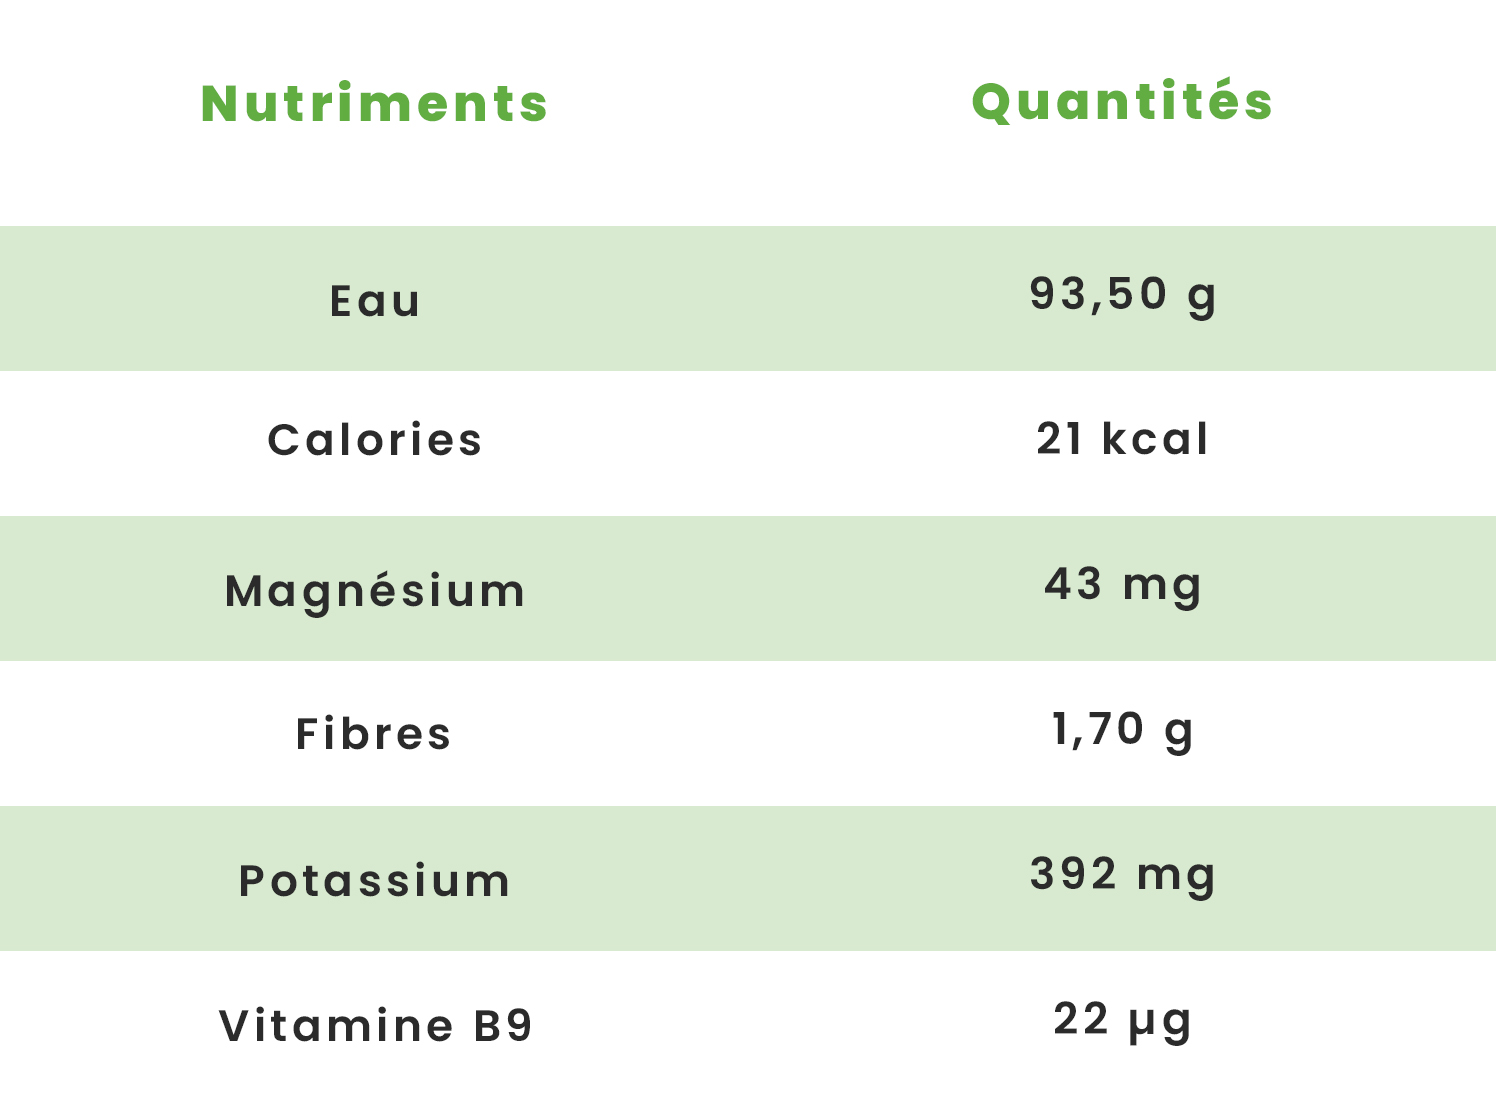 Nutriments Quantités
Eau 93,50 g
Calories 21 kcal
Magnésium 43 mg
Fibres 1,70 g
Potassium 392 mg
Vitamine B9 22 µg